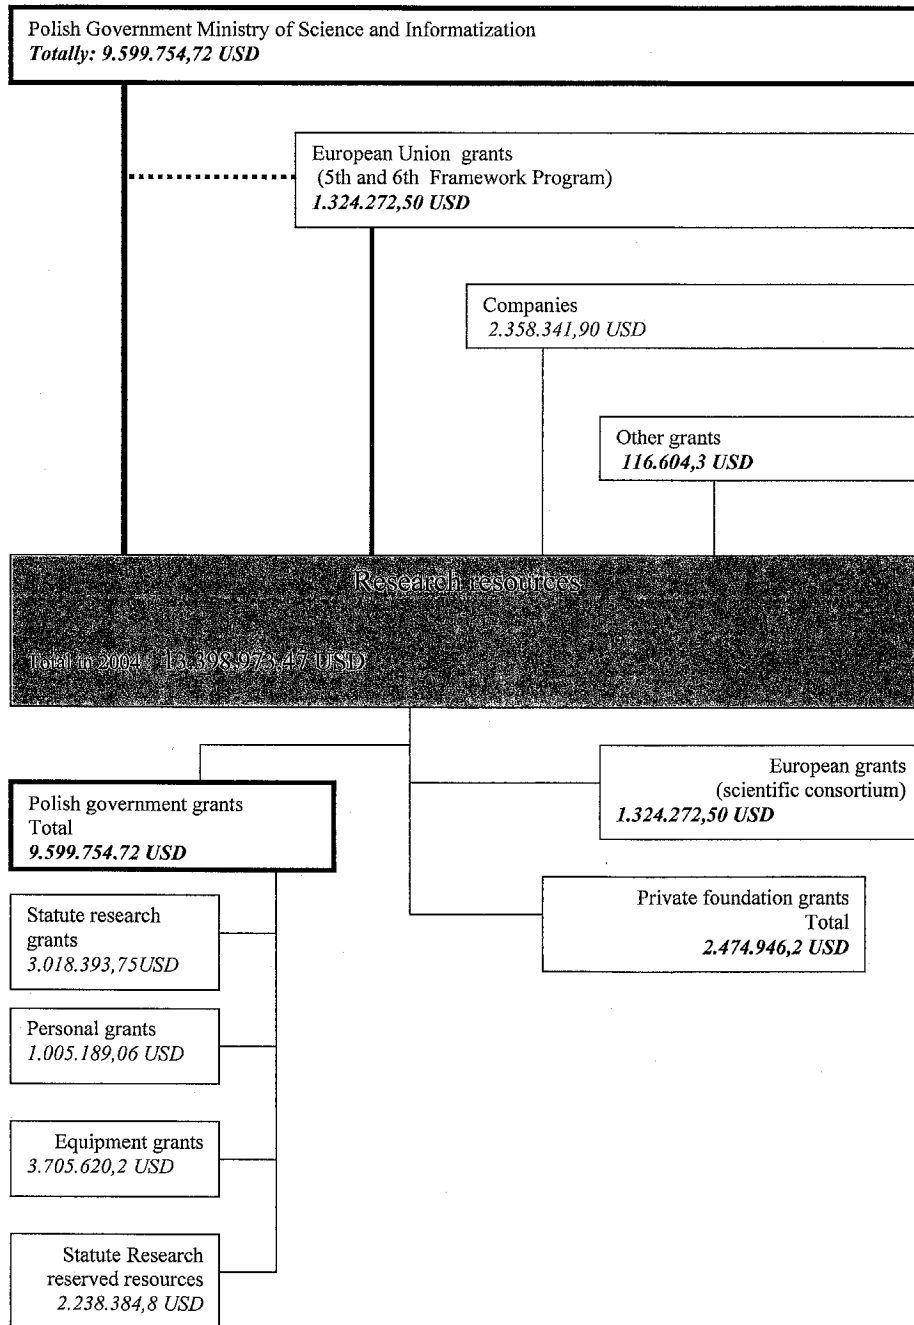 Polish Government Ministry of Science and Informatization
Totally: 9.599.754,72 USD
European Union grants
(5th and 6th Framework Program)
1.324.272,50 USD
Companies
2.358.341,90 USD
Other grants
116.604,3 USD
Research resources
Total in 2004 : 13.398.973,47 USD
Polish government grants
Total
9.599.754.72 USD
European grants
(scientific consortium)
1.324.272,50 USD
Private foundation grants
Total
2.474.946,2 USD
Statute research
grants
3.018.393,75USD
Personal grants
1.005.189,06 USD
Equipment grants
3.705.620,2 USD
Statute Research
reserved resources
2.238.384,8 USD